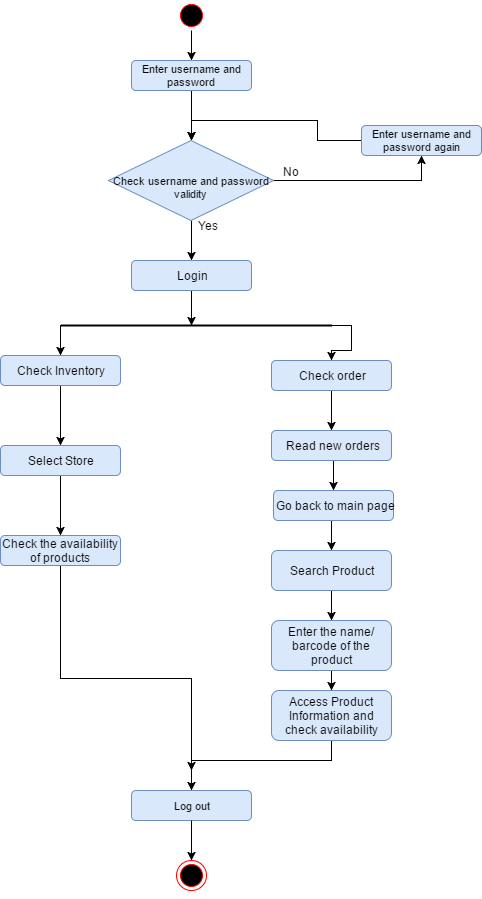 Enter username and
password
Enter username and
password again
Check username and password
validity
No
Yes
Login
Check Inventory
Check order
Select Store
Read new orders
Go back to main page
Check the availability
of products
Search Product
Enter the name/
barcode of the
product
Access Product
Information and
check availability
Log out